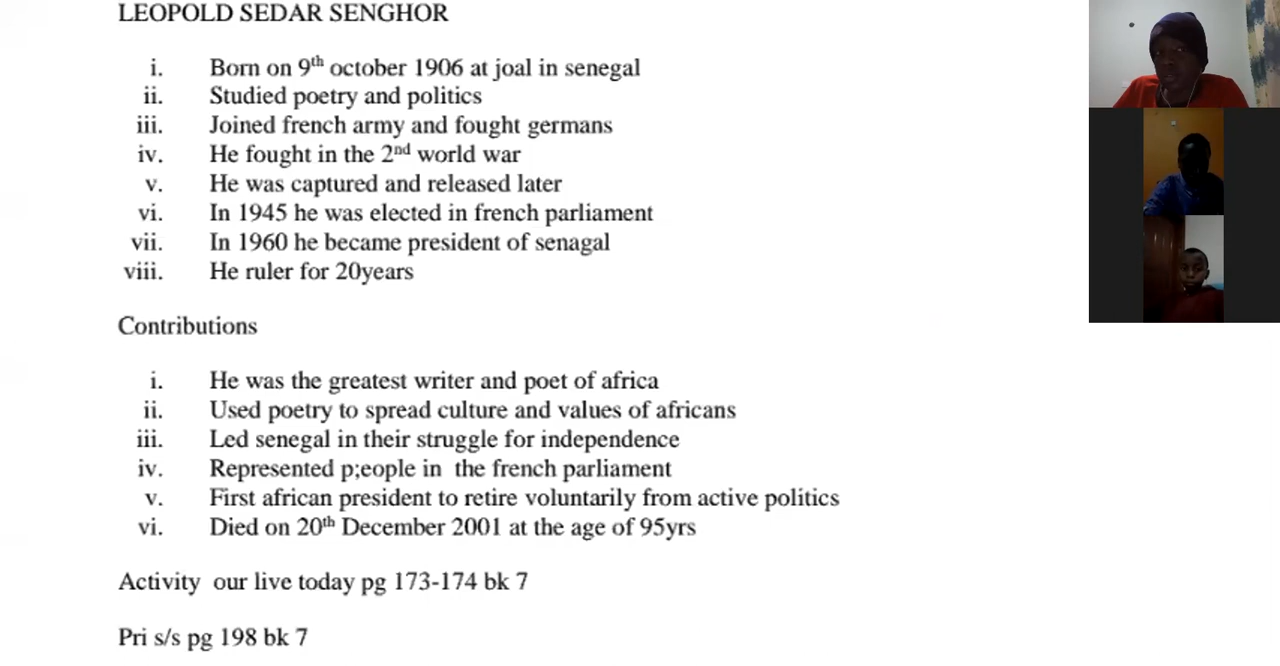 LEOPOLD SEDAR SENGHOR
i. Born on 9th october 1906 at joal in senegal
ii. Studied poetry and politics
iii. Joined french army and fought germans
iv. He fought in the 2nd world war
v. He was captured and released later
vi. In 1945 he was elected in french parliament
vii. In 1960 he became president of senagal
viii. He ruler for 20years
Contributions
i. He was the greatest writer and poet of africa
ii. Used poetry to spread culture and values of africans
iii. Led senegal in their struggle for independence
iv. Represented p;eople in the french parliament
v. First african president to retire voluntarily from active politics
vi. Died on 20th December 2001 at the age of 95yrs
Activity our live today pg 173-174 bk 7
Pri s/s pg 198 bk 7